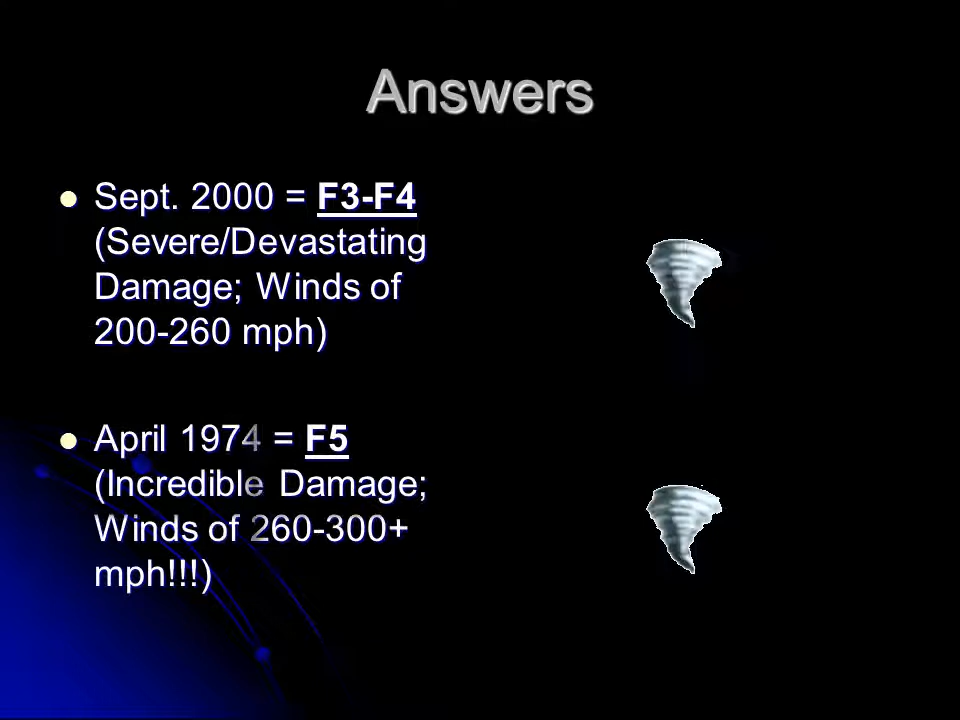 Answers
Sept. 2000 = F3-F4
(Severe/Devastating
Damage; Winds of
200-260 mph)
April 1974 = F5
(Incredible Damage;
Winds of 260-300+
mph!!!)